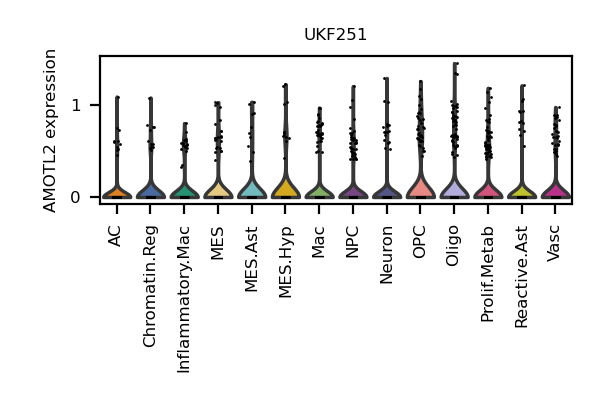 UKF251
AMOTL2 expression
1
0
AC
Chromatin.Reg
Inflammatory.Mac
MES
MES.Ast
MES.Hyp
Mac
NPC
Neuron
OPC
Oligo
Prolif.Metab
Reactive.Ast
Vasc